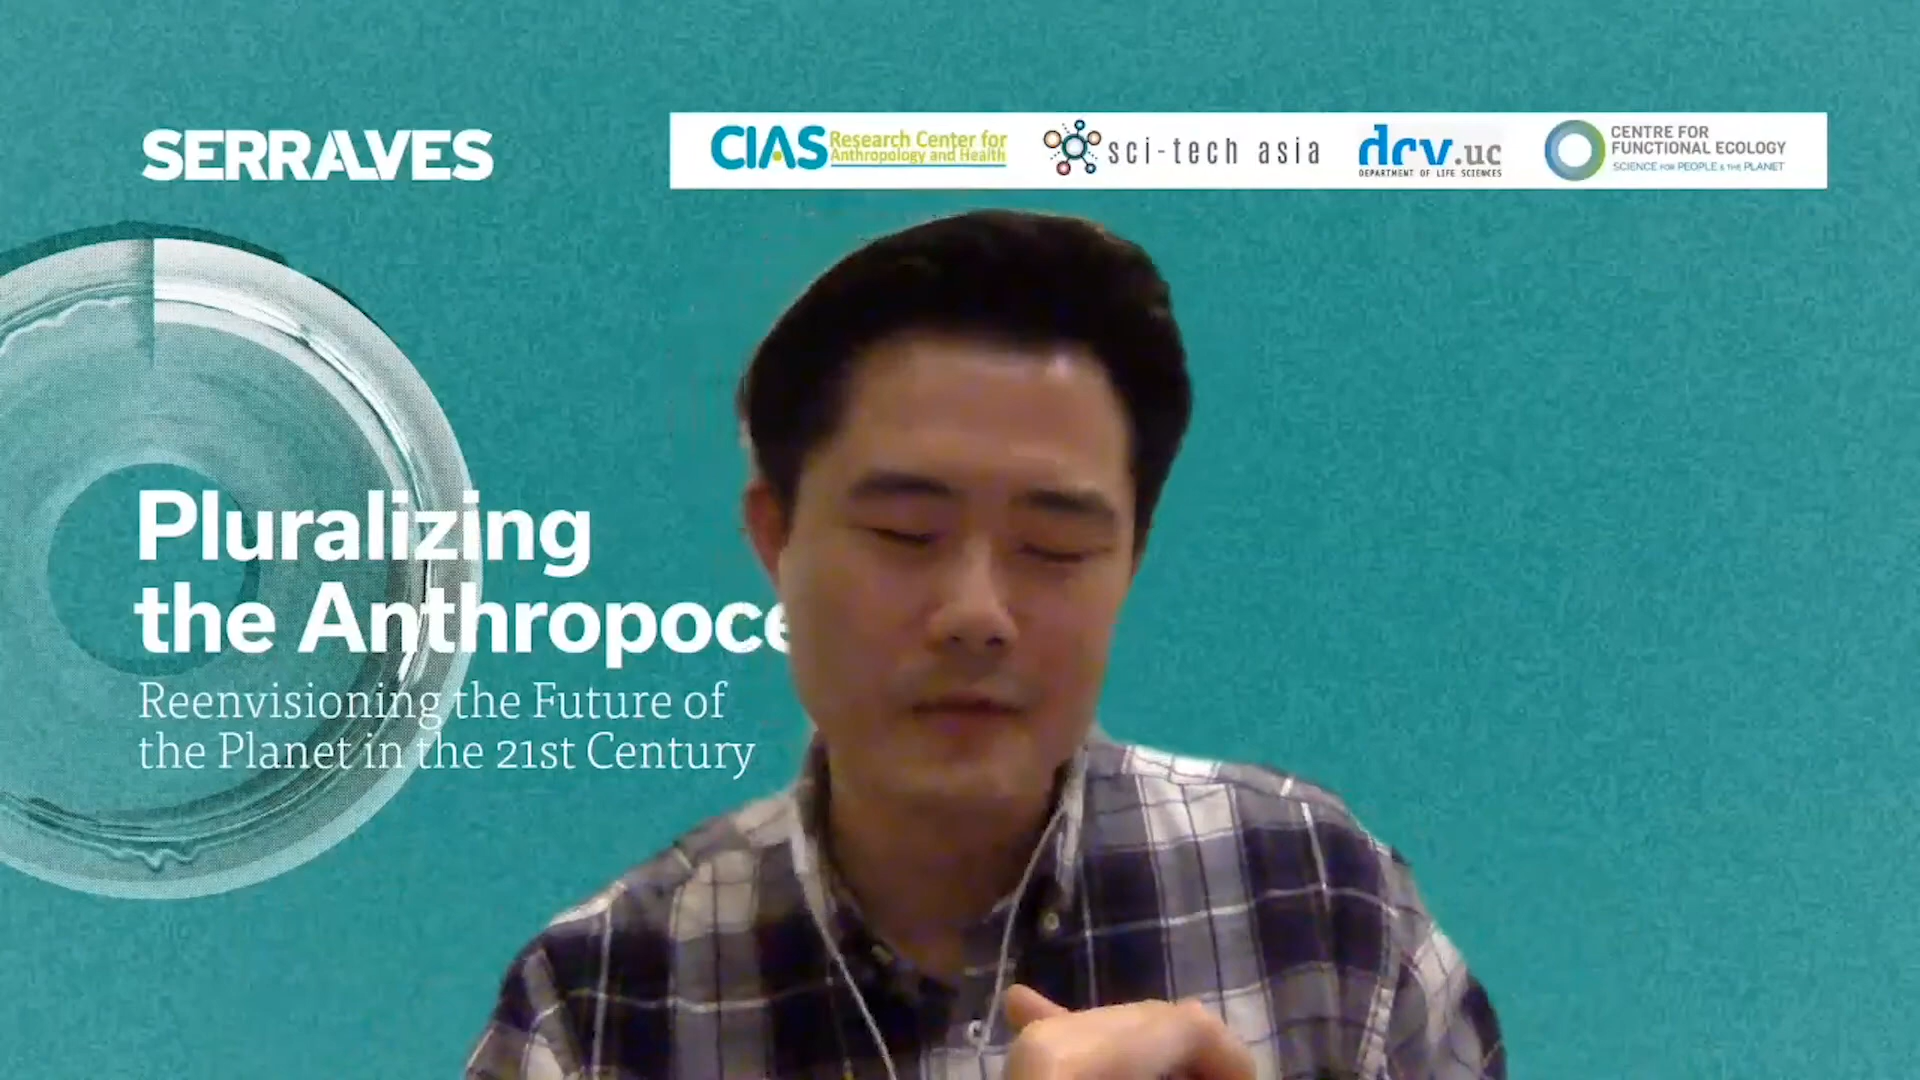 SERRALVES
CIAS Research Center for
Anthropology and Health
sci-tech asia
dcv.uc
DEPARTMENT OF LIFE SCIENCES
CENTRE FOR
FUNCTIONAL ECOLOGY
SCIENCE FOR PEOPLE & THE PLANET
Pluralizing
the Anthropoce
Reenvisioning the Future of
the Planet in the 21st Century